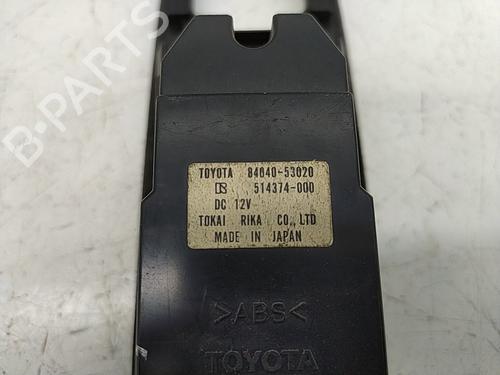 TOYOTA 84040-53020
514374-000
DC 12V
TOKAI RIKA CO.,LTD
MADE IN JAPAN
>ABS<
TOYOTA
B-PARTS